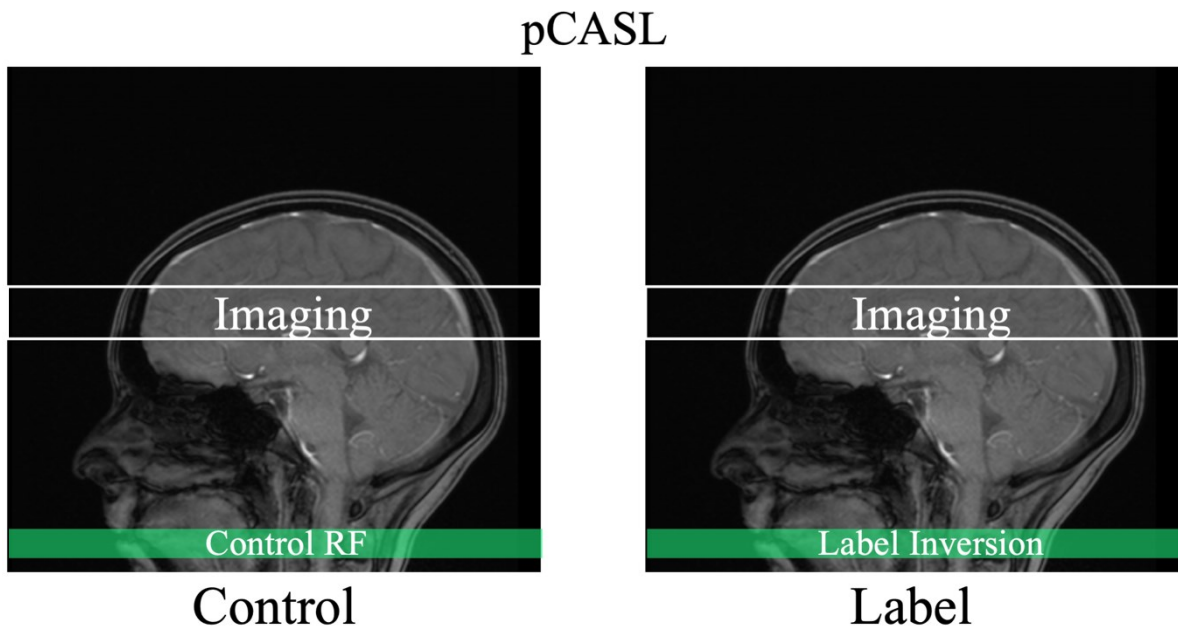 pCASL
Imaging
Imaging
Control RF
Label Inversion
Control
Label